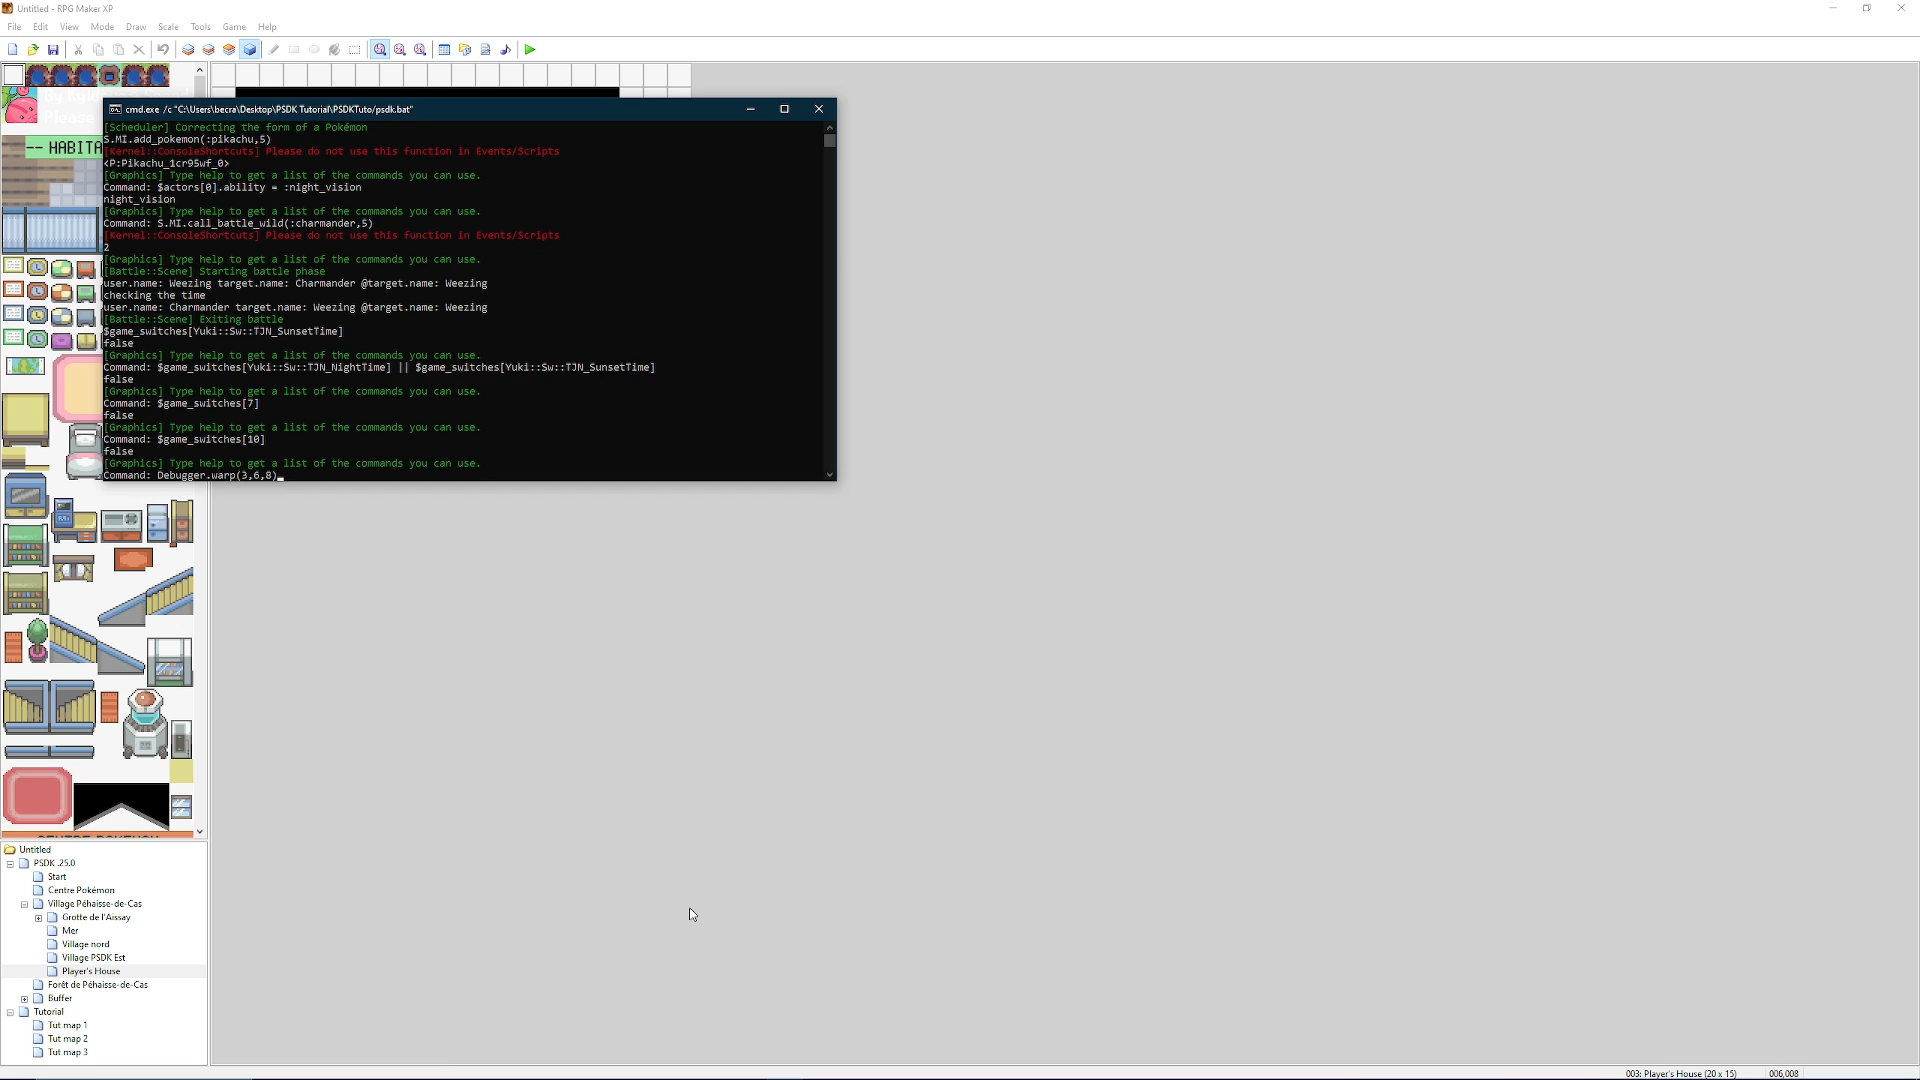 Untitled - RPG Maker XP
File Edit View Mode Draw Scale Tools Game Help
Please
-- HABITA
cmd.exe /c "C:\Users\becra\Desktop\PSDK Tutorial\PSDKTuto/psdk.bat"
[Scheduler] Correcting the form of a Pokémon
S.MI.add_pokemon(:pikachu,5)
[Kernel::ConsoleShortcuts] Please do not use this function in Events/Scripts
<P:Pikachu_1cr95wf_0>
[Graphics] Type help to get a list of the commands you can use.
Command: $actors[0].ability = :night_vision
night_vision
[Graphics] Type help to get a list of the commands you can use.
Command: S.MI.call_battle_wild(:charmander,5)
[Kernel::ConsoleShortcuts] Please do not use this function in Events/Scripts
2
[Graphics] Type help to get a list of the commands you can use.
[Battle::Scene] Starting battle phase
user.name: Weezing target.name: Charmander @target.name: Weezing
checking the time
user.name: Charmander target.name: Weezing @target.name: Weezing
[Battle::Scene] Exiting battle
$game_switches[Yuki::Sw::TJN_SunsetTime]
false
[Graphics] Type help to get a list of the commands you can use.
Command: $game_switches[Yuki::Sw::TJN_NightTime] || $game_switches[Yuki::Sw::TJN_SunsetTime]
false
[Graphics] Type help to get a list of the commands you can use.
Command: $game_switches[7]
false
[Graphics] Type help to get a list of the commands you can use.
Command: $game_switches[10]
false
[Graphics] Type help to get a list of the commands you can use.
Command: Debugger.warp(3,6,8)
Untitled
PSDK .25.0
Start
Centre Pokémon
Village Péhaisse-de-Cas
Grotte de l'Aissay
Mer
Village nord
Village PSDK Est
Player's House
Forêt de Péhaisse-de-Cas
Buffer
Tutorial
Tut map 1
Tut map 2
Tut map 3
003: Player's House (20 x 15) 006,008